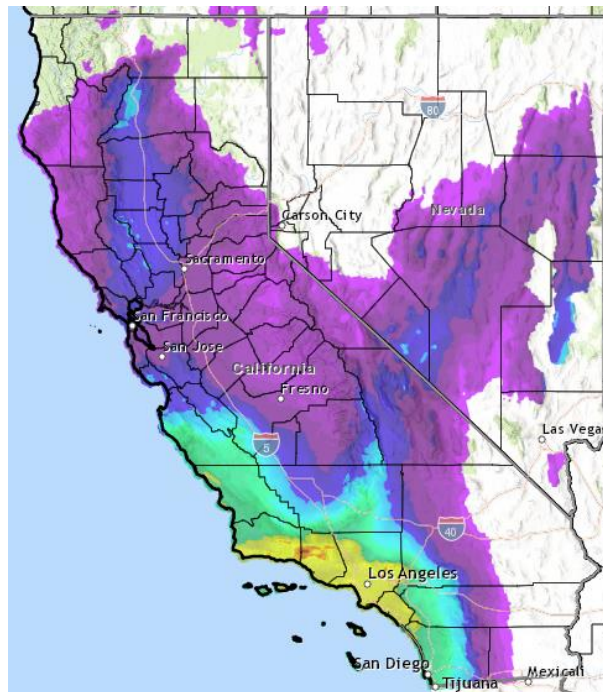 80
Carson City
Nevada
Sacramento
San Francisco
San Jose
California
Fresno
Las Vegas
5
40
Los Angeles
San Diego
Tijuana
Mexicali